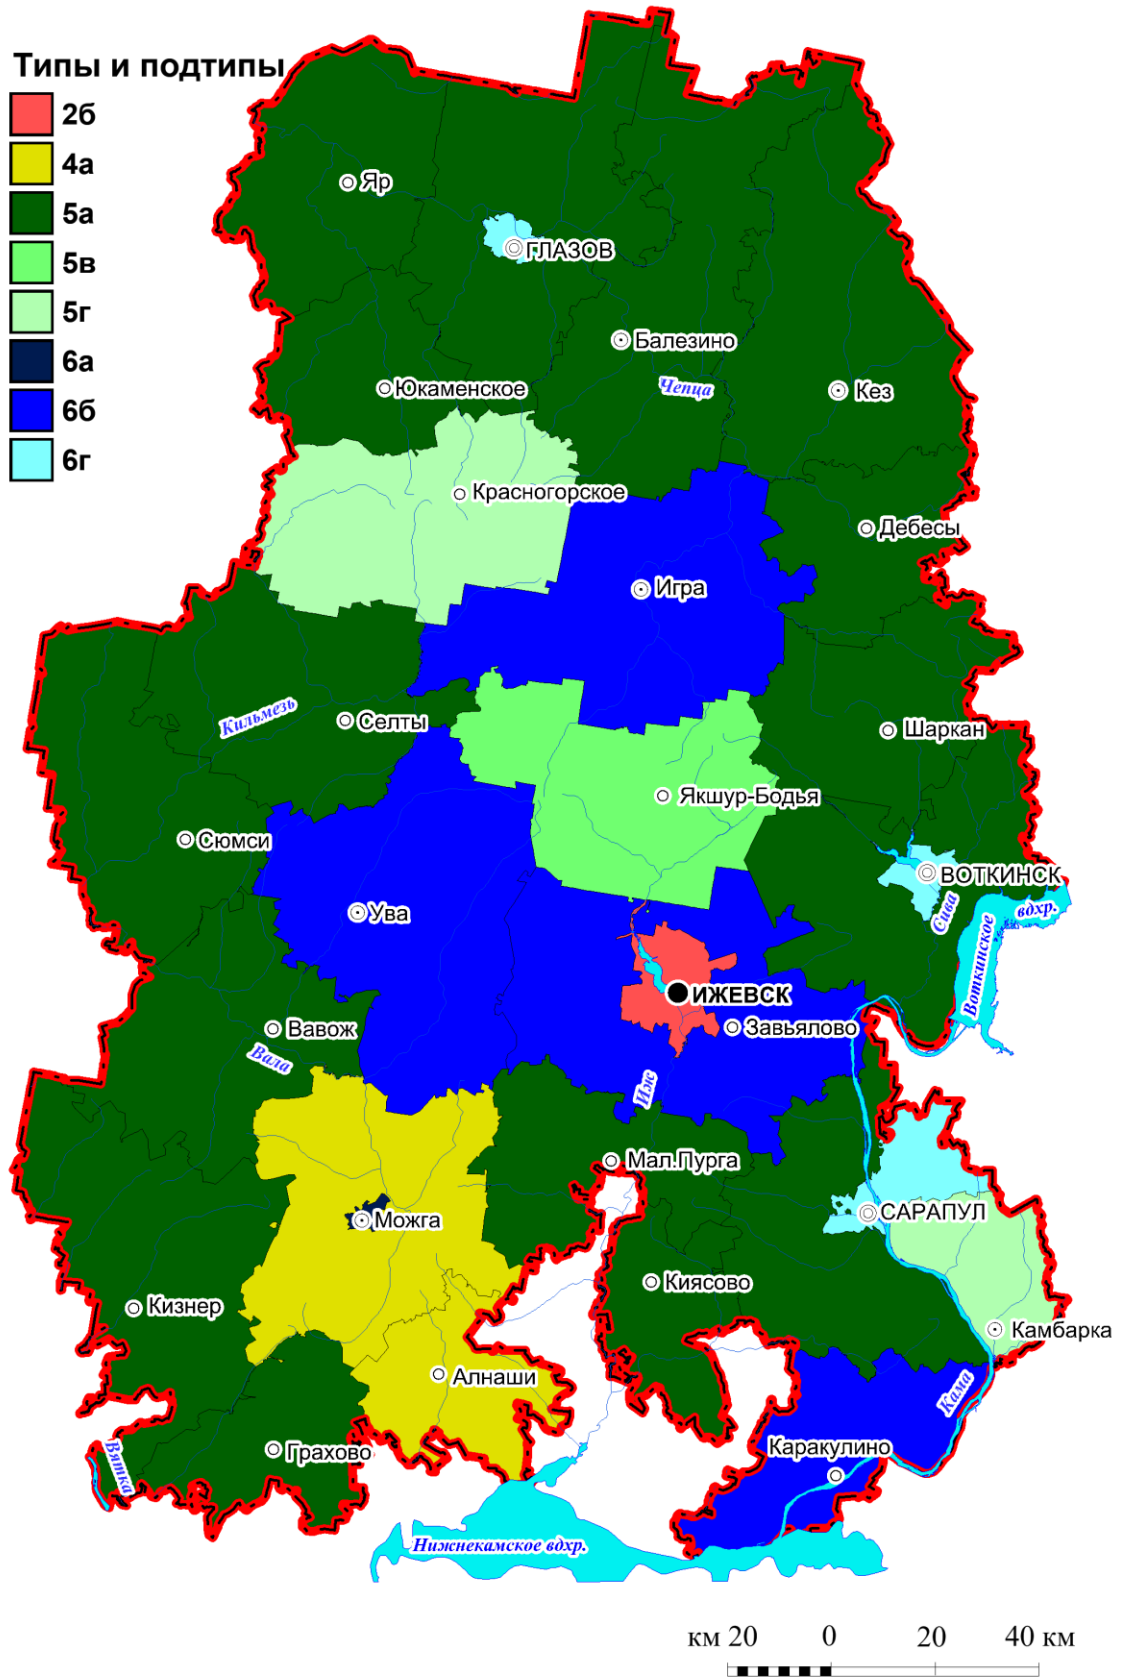 Типы и подтипы
2б
4а
5а
5в
5г
6а
6б
6г
Яр
ГЛАЗОВ
Балезино
Юкаменское
Чепца
Кез
Красногорское
Дебесы
Игра
Кильмезь
Селты
Шаркан
Якшур-Бодья
Сюмси
ВОТКИНСК
Ува
Сива
Воткинское
вдхр.
ИЖЕВСК
Завьялово
Вавож
Вала
Иж
Мал.Пурга
Можга
САРАПУЛ
Киясово
Кизнер
Камбарка
Алнаши
Кама
Грахово
Каракулино
Вятка
Нижнекамское вдхр.
км 20 0 20 40 км